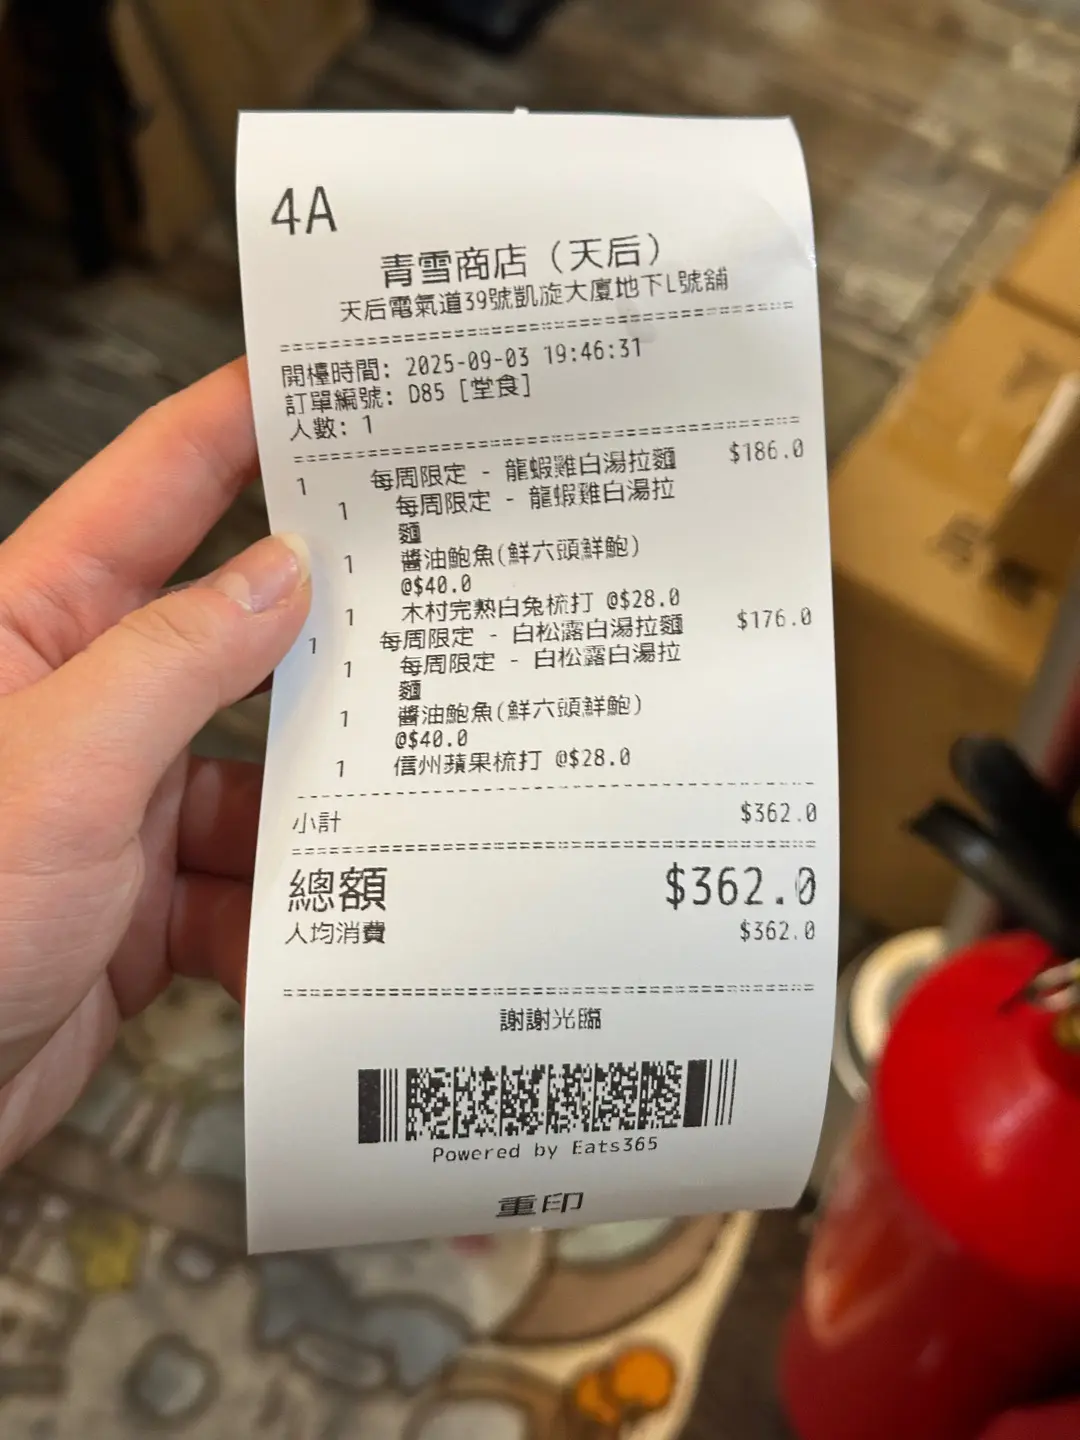 4A
青雪商店（天后）
天后電氣道39號凱旋大廈地下L號舖
開檯時間: 2025-09-03 19:46:31
訂單編號: D85 [堂食]
人數: 1
1 每周限定 - 龍蝦雞白湯拉麵 $186.0
1 每周限定 - 龍蝦雞白湯拉
麵
1 醬油鮑魚(鮮六頭鮮鮑)
@$40.0
1 木村完熟白兔梳打 @$28.0
1 每周限定 - 白松露白湯拉麵 $176.0
1 每周限定 - 白松露白湯拉
麵
1 醬油鮑魚(鮮六頭鮮鮑)
@$40.0
1 信州蘋果梳打 @$28.0
小計 $362.0
總額 $362.0
人均消費 $362.0
謝謝光臨
Powered by Eats365
重印